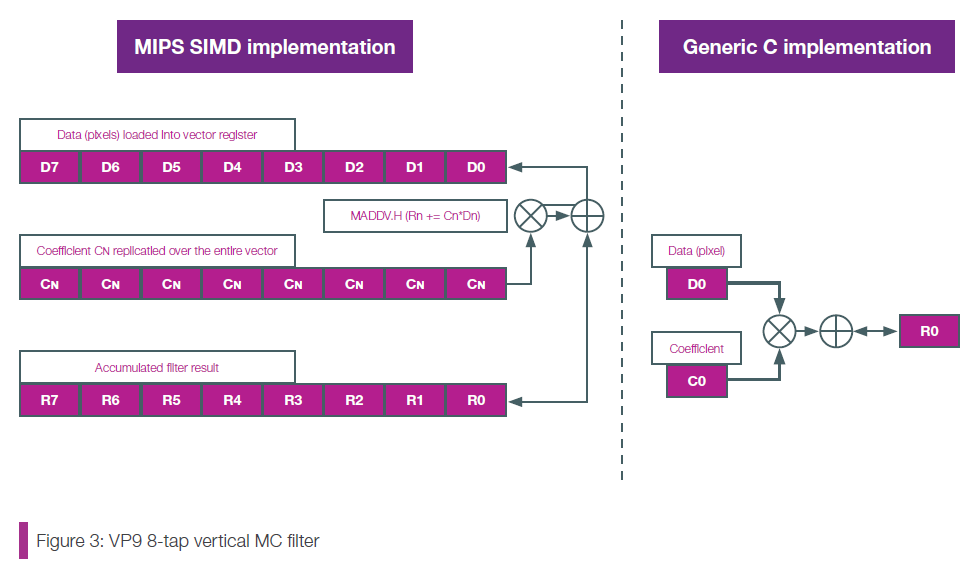 MIPS SIMD implementation
Data (pixels) loaded into vector register
D7 D6 D5 D4 D3 D2 D1 D0
MADDV.H (Rn += Cn*Dn)
Coefficient CN replicatled over the entire vector
CN CN CN CN CN CN CN CN
Accumulated filter result
R7 R6 R5 R4 R3 R2 R1 R0
Generic C implementation
Data (pixel)
D0
Coefficient
C0
R0
Figure 3: VP9 8-tap vertical MC filter